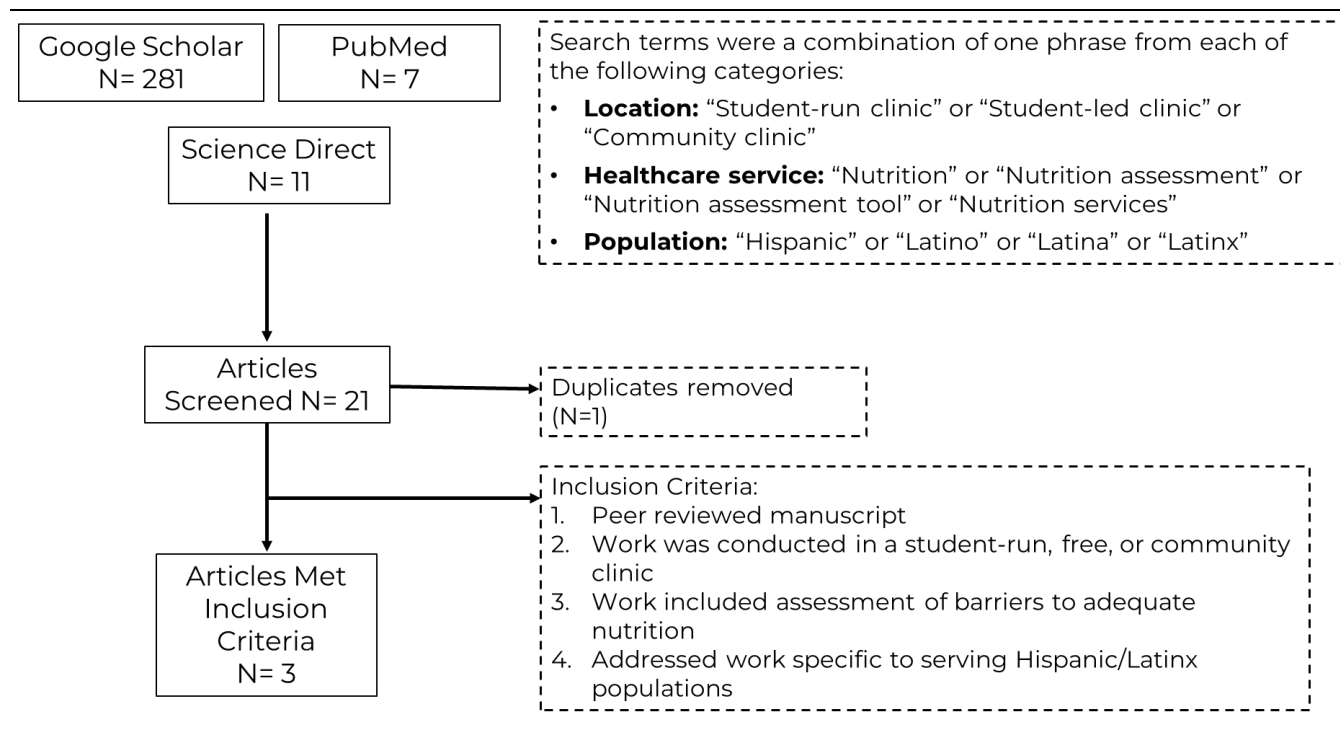 Google Scholar
N= 281
PubMed
N= 7
Search terms were a combination of one phrase from each of
the following categories:
• Location: “Student-run clinic” or “Student-led clinic” or
“Community clinic”
• Healthcare service: “Nutrition” or “Nutrition assessment” or
“Nutrition assessment tool” or “Nutrition services”
• Population: “Hispanic” or “Latino” or “Latina” or “Latinx”
Science Direct
N= 11
Articles
Screened N= 21
Duplicates removed
(N=1)
Inclusion Criteria:
1. Peer reviewed manuscript
2. Work was conducted in a student-run, free, or community
clinic
3. Work included assessment of barriers to adequate
nutrition
4. Addressed work specific to serving Hispanic/Latinx
populations
Articles Met
Inclusion
Criteria
N= 3